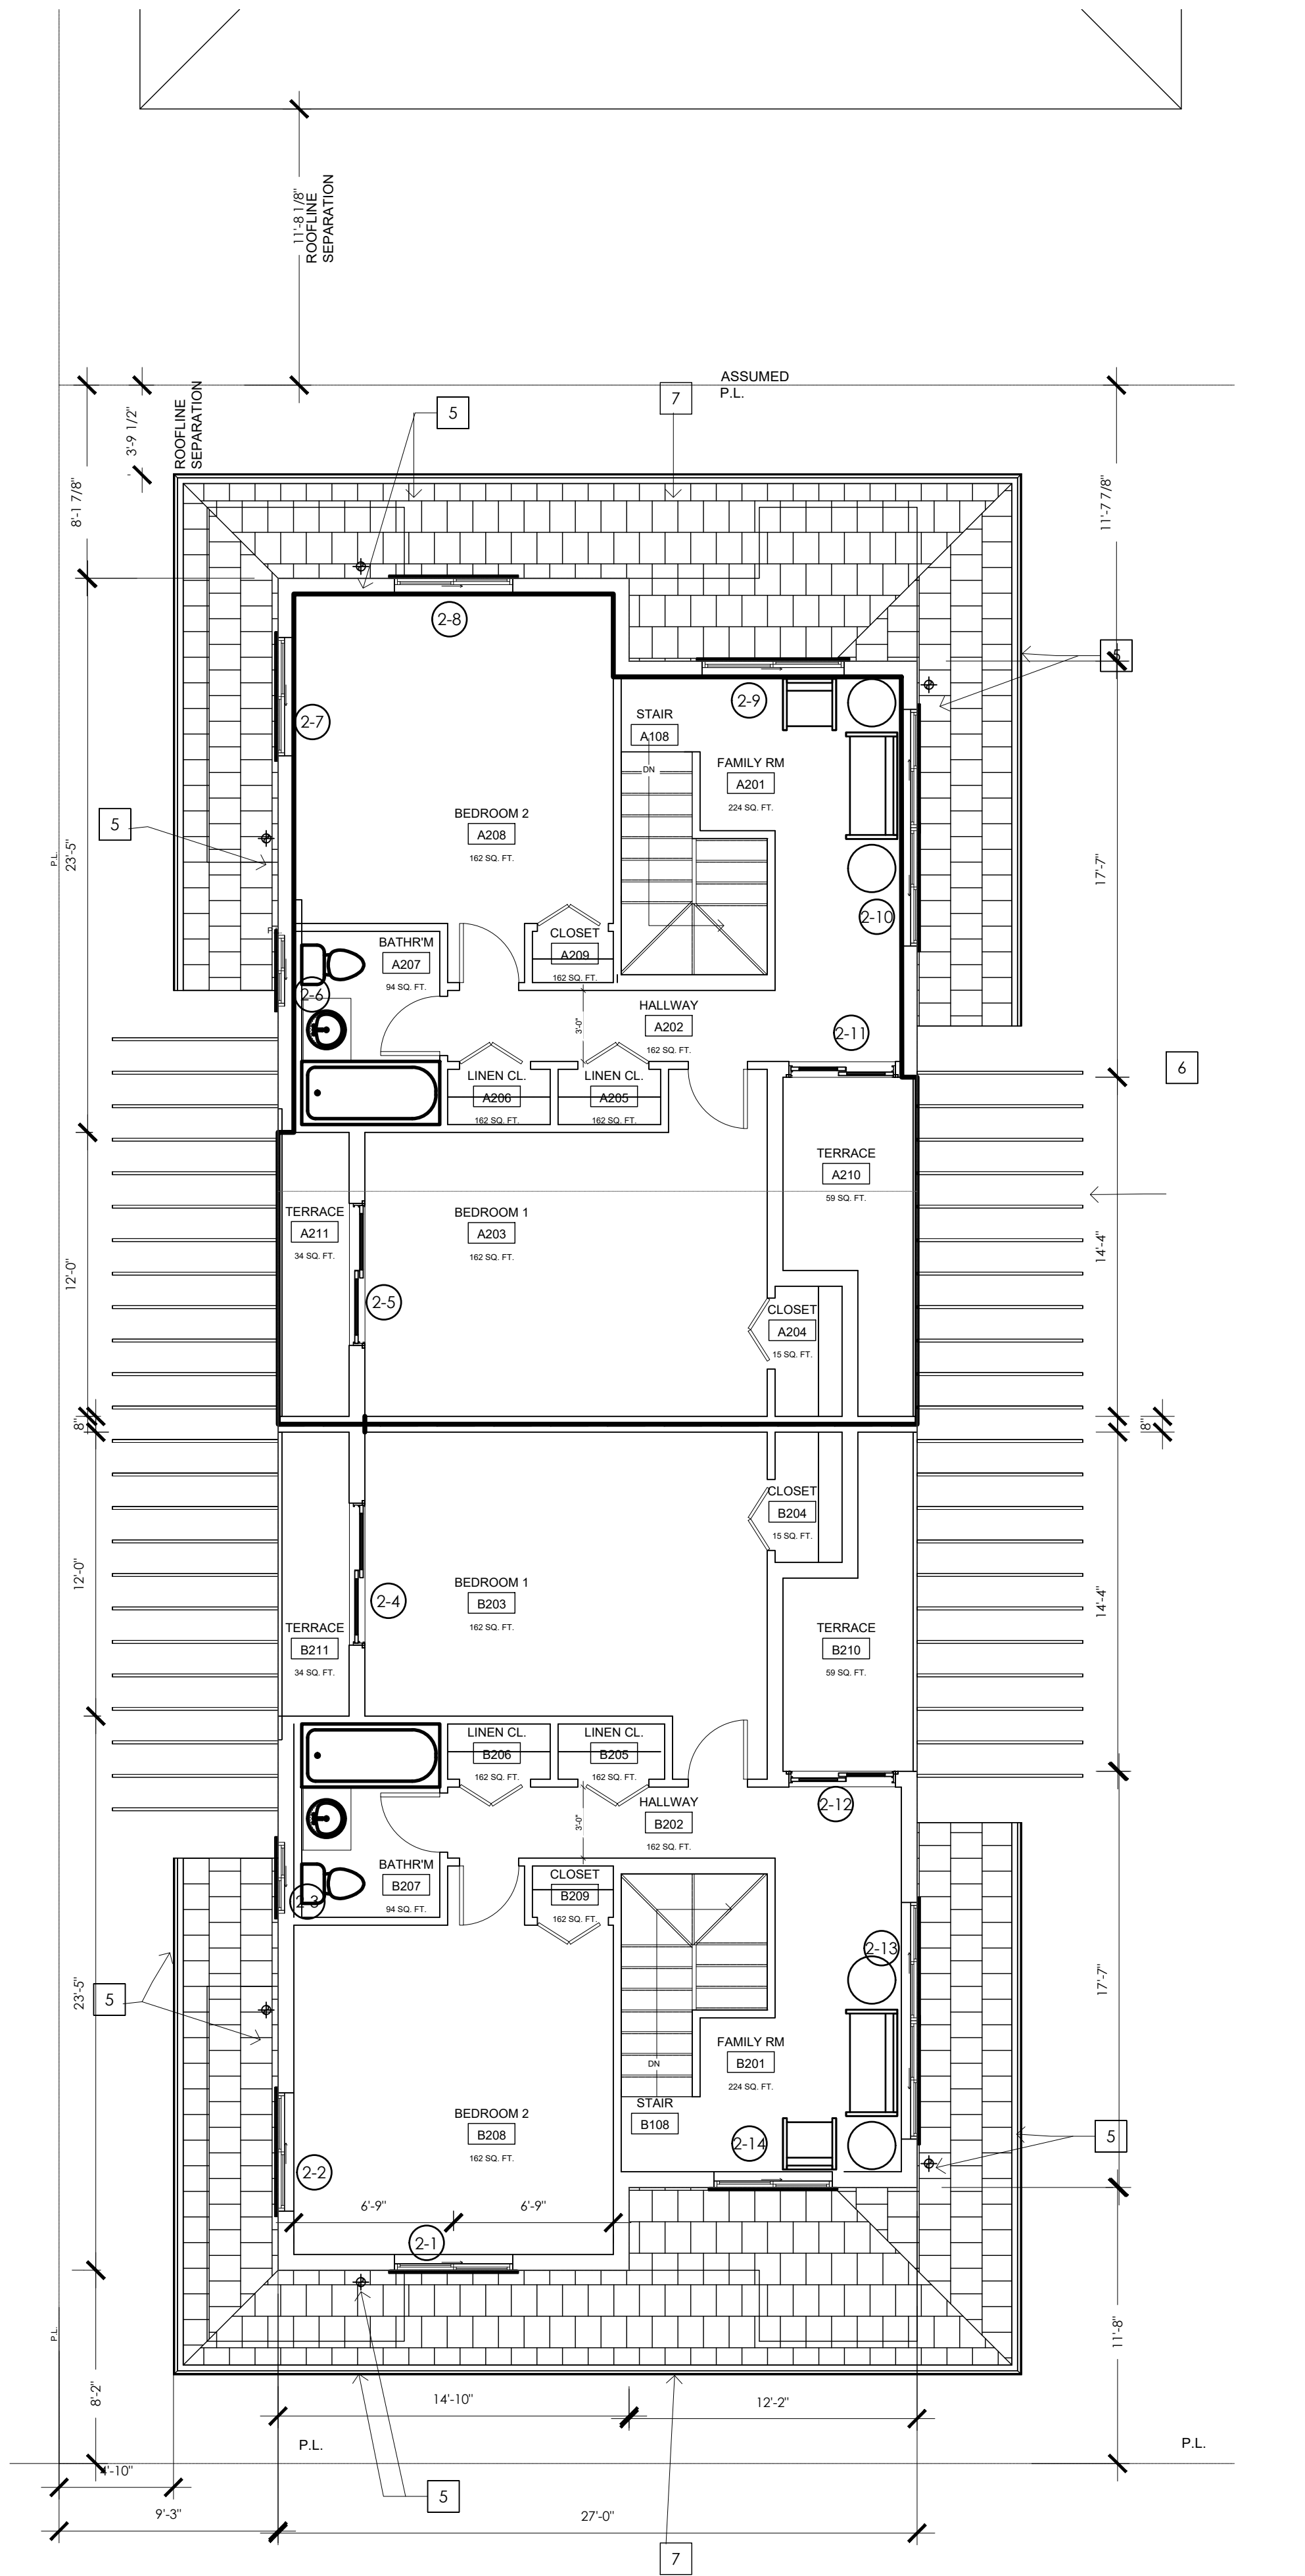 11'-8 1/8"
ROOFLINE
SEPARATION
ASSUMED
P.L.
3'-9 1/2"
ROOFLINE
SEPARATION
5
7
8'-1 7/8"
11'-7 7/8"
2-8
5
2-7
2-9
STAIR
A108
DN
FAMILY RM
A201
224 SQ. FT.
BEDROOM 2
A208
162 SQ. FT.
5
P.L.
23'-5"
17'-7"
2-10
BATHR'M
A207
94 SQ. FT.
CLOSET
A209
162 SQ. FT.
2-6
HALLWAY
A202
162 SQ. FT.
3'-0"
2-11
6
LINEN CL.
A206
162 SQ. FT.
LINEN CL.
A205
162 SQ. FT.
TERRACE
A210
59 SQ. FT.
TERRACE
A211
34 SQ. FT.
BEDROOM 1
A203
162 SQ. FT.
12'-0"
14'-4"
2-5
CLOSET
A204
15 SQ. FT.
8"
8"
CLOSET
B204
15 SQ. FT.
12'-0"
14'-4"
2-4
BEDROOM 1
B203
162 SQ. FT.
TERRACE
B211
34 SQ. FT.
TERRACE
B210
59 SQ. FT.
LINEN CL.
B206
162 SQ. FT.
LINEN CL.
B205
162 SQ. FT.
2-12
HALLWAY
B202
162 SQ. FT.
3'-0"
BATHR'M
B207
94 SQ. FT.
CLOSET
B209
162 SQ. FT.
2-3
2-13
23'-5"
5
17'-7"
FAMILY RM
B201
224 SQ. FT.
DN
STAIR
B108
BEDROOM 2
B208
162 SQ. FT.
2-14
5
2-2
6'-9"
6'-9"
2-1
P.L.
11'-8"
8'-2"
14'-10"
12'-2"
P.L.
P.L.
4'-10"
5
9'-3"
27'-0"
7